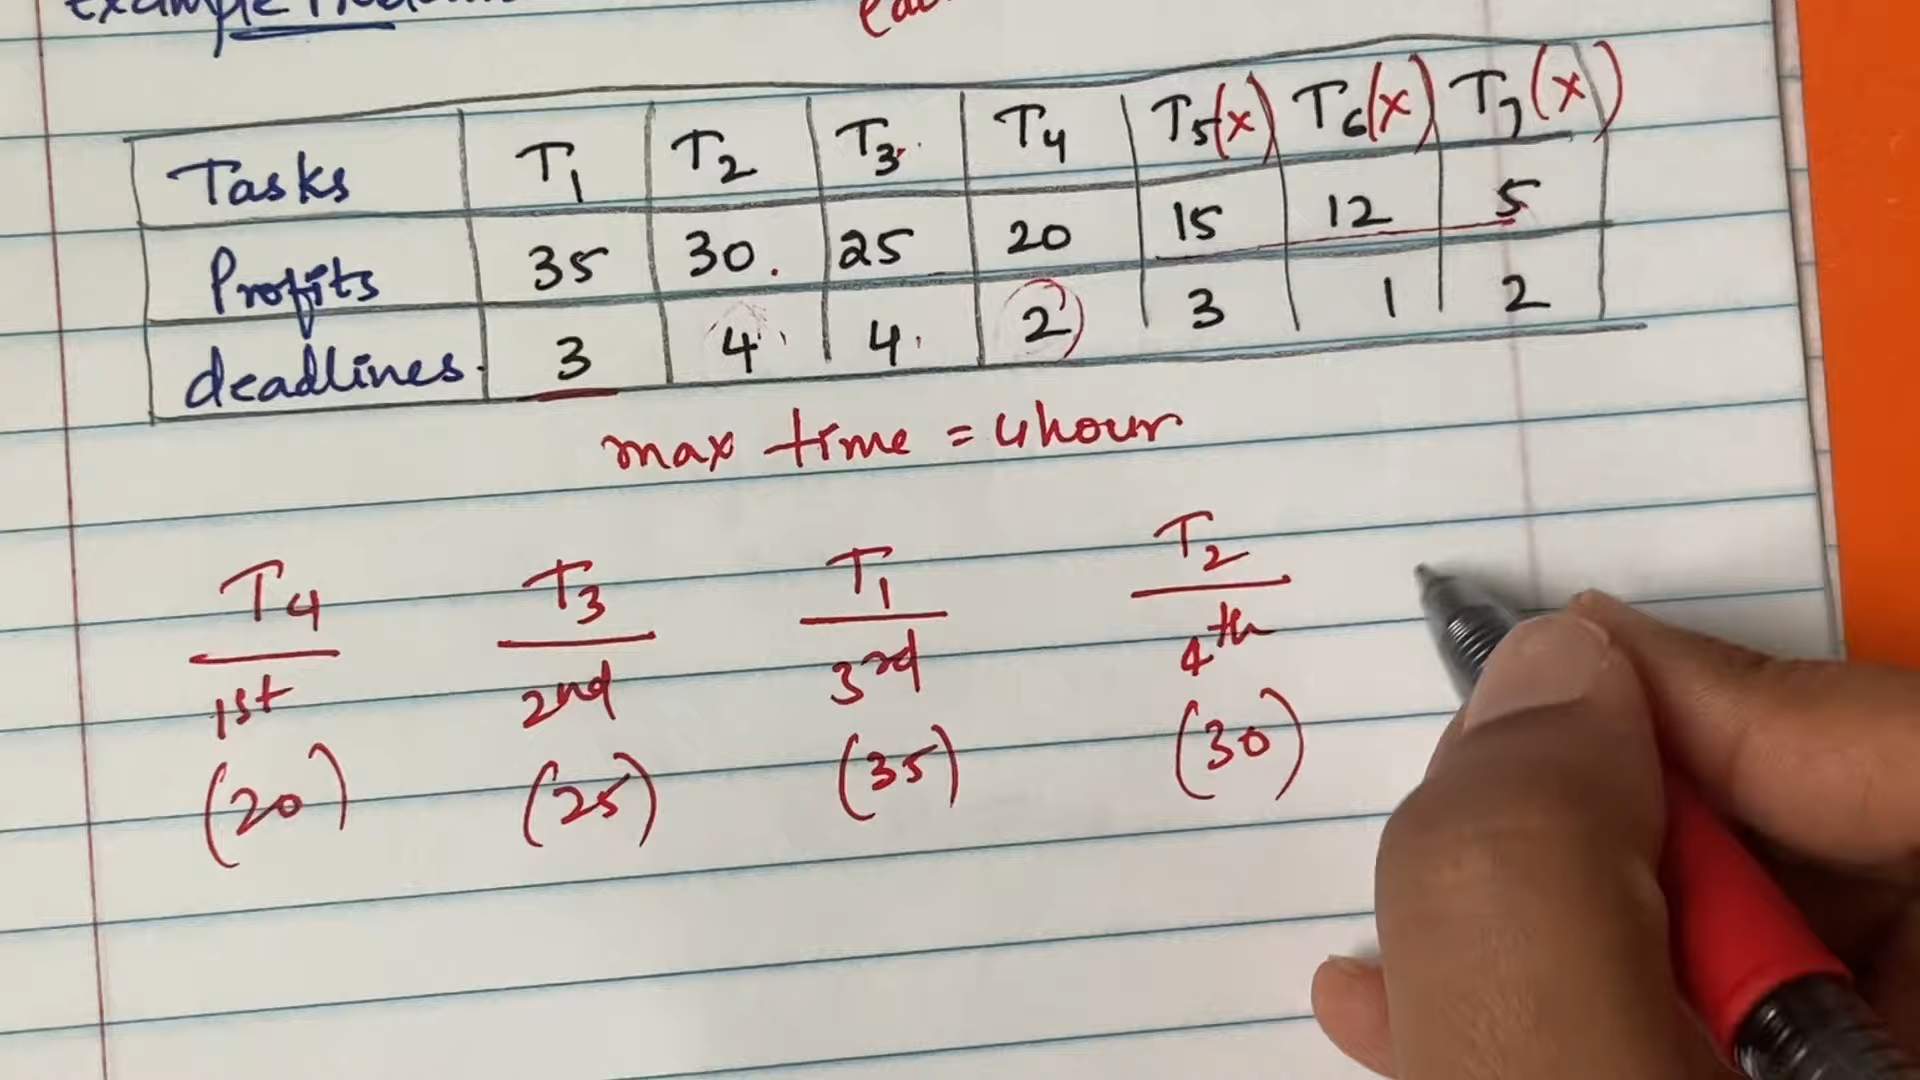 Example
Tasks T1 T2 T3 T4 T5(x) T6(x) T7(x)
Profits 35 30 25 20 15 12 5
deadlines 3 4 4 2 3 1 2
max time = 4hour
T4 T3 T1 T2
1st 2nd 3rd 4th
(20) (25) (35) (30)